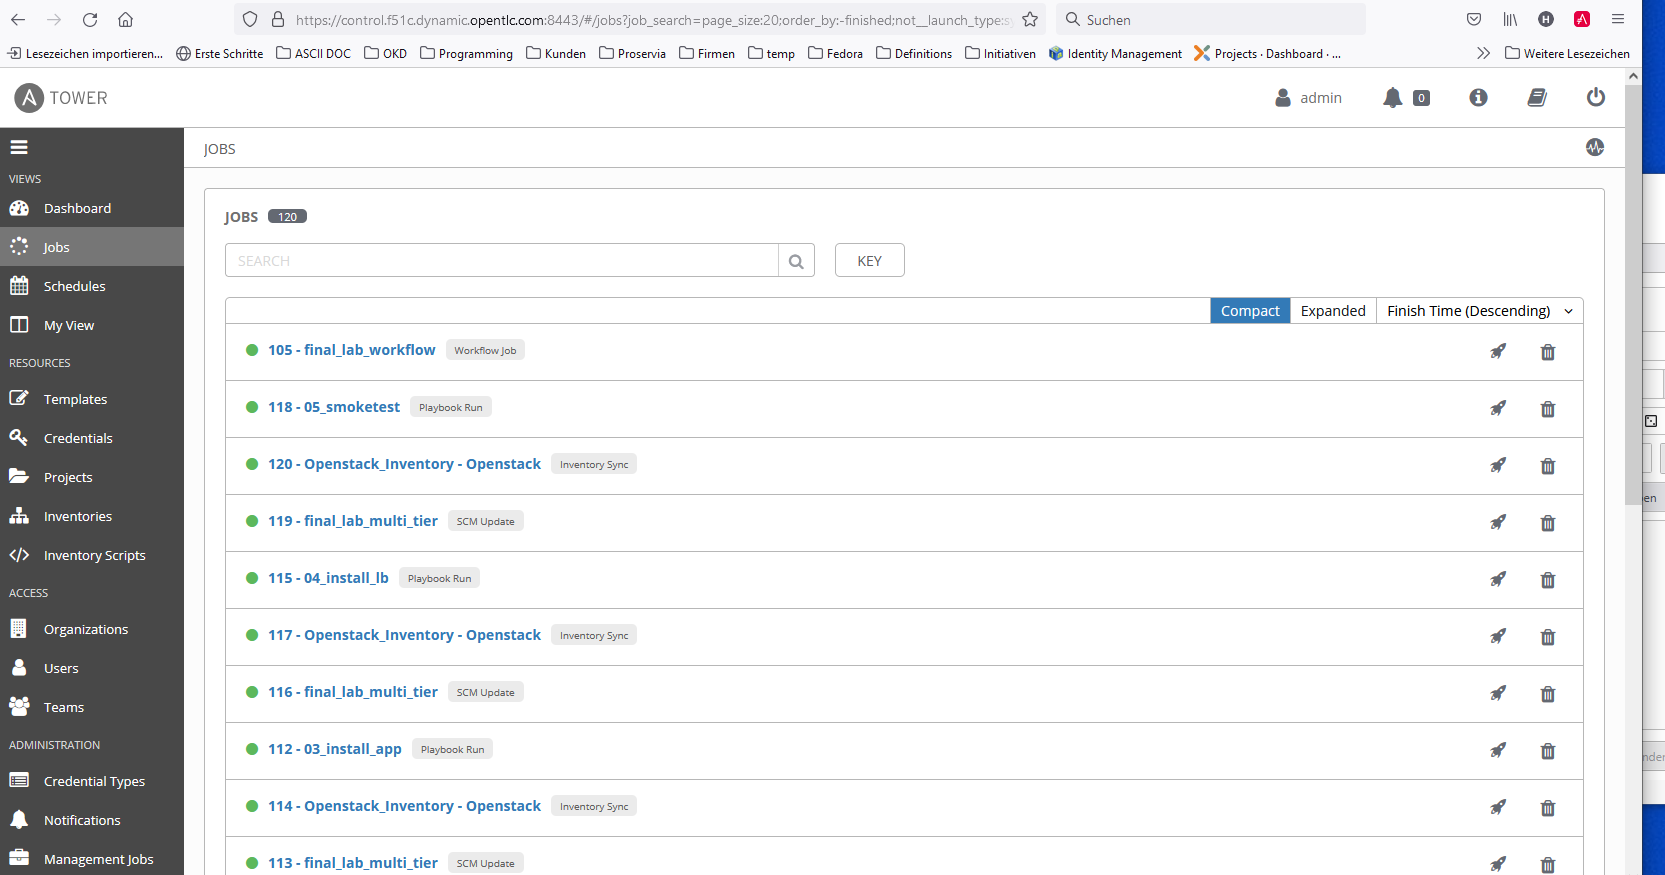 https://control.f51c.dynamic.opentlc.com:8443/#/jobs?job_search=page_size:20;order_by:-finished;not__launch_type:sy
Suchen
H
Lesezeichen importieren...
Erste Schritte
ASCII DOC
OKD
Programming
Kunden
Proservia
Firmen
temp
Fedora
Definitions
Initiativen
Identity Management
Projects · Dashboard · ...
Weitere Lesezeichen
A TOWER
admin
0
JOBS
VIEWS
Dashboard
Jobs
Schedules
My View
RESOURCES
Templates
Credentials
Projects
Inventories
Inventory Scripts
ACCESS
Organizations
Users
Teams
ADMINISTRATION
Credential Types
Notifications
Management Jobs
JOBS 120
SEARCH
KEY
Compact Expanded Finish Time (Descending)
105 - final_lab_workflow Workflow Job
118 - 05_smoketest Playbook Run
120 - Openstack_Inventory - Openstack Inventory Sync
119 - final_lab_multi_tier SCM Update
115 - 04_install_lb Playbook Run
117 - Openstack_Inventory - Openstack Inventory Sync
116 - final_lab_multi_tier SCM Update
112 - 03_install_app Playbook Run
114 - Openstack_Inventory - Openstack Inventory Sync
113 - final_lab_multi_tier SCM Update